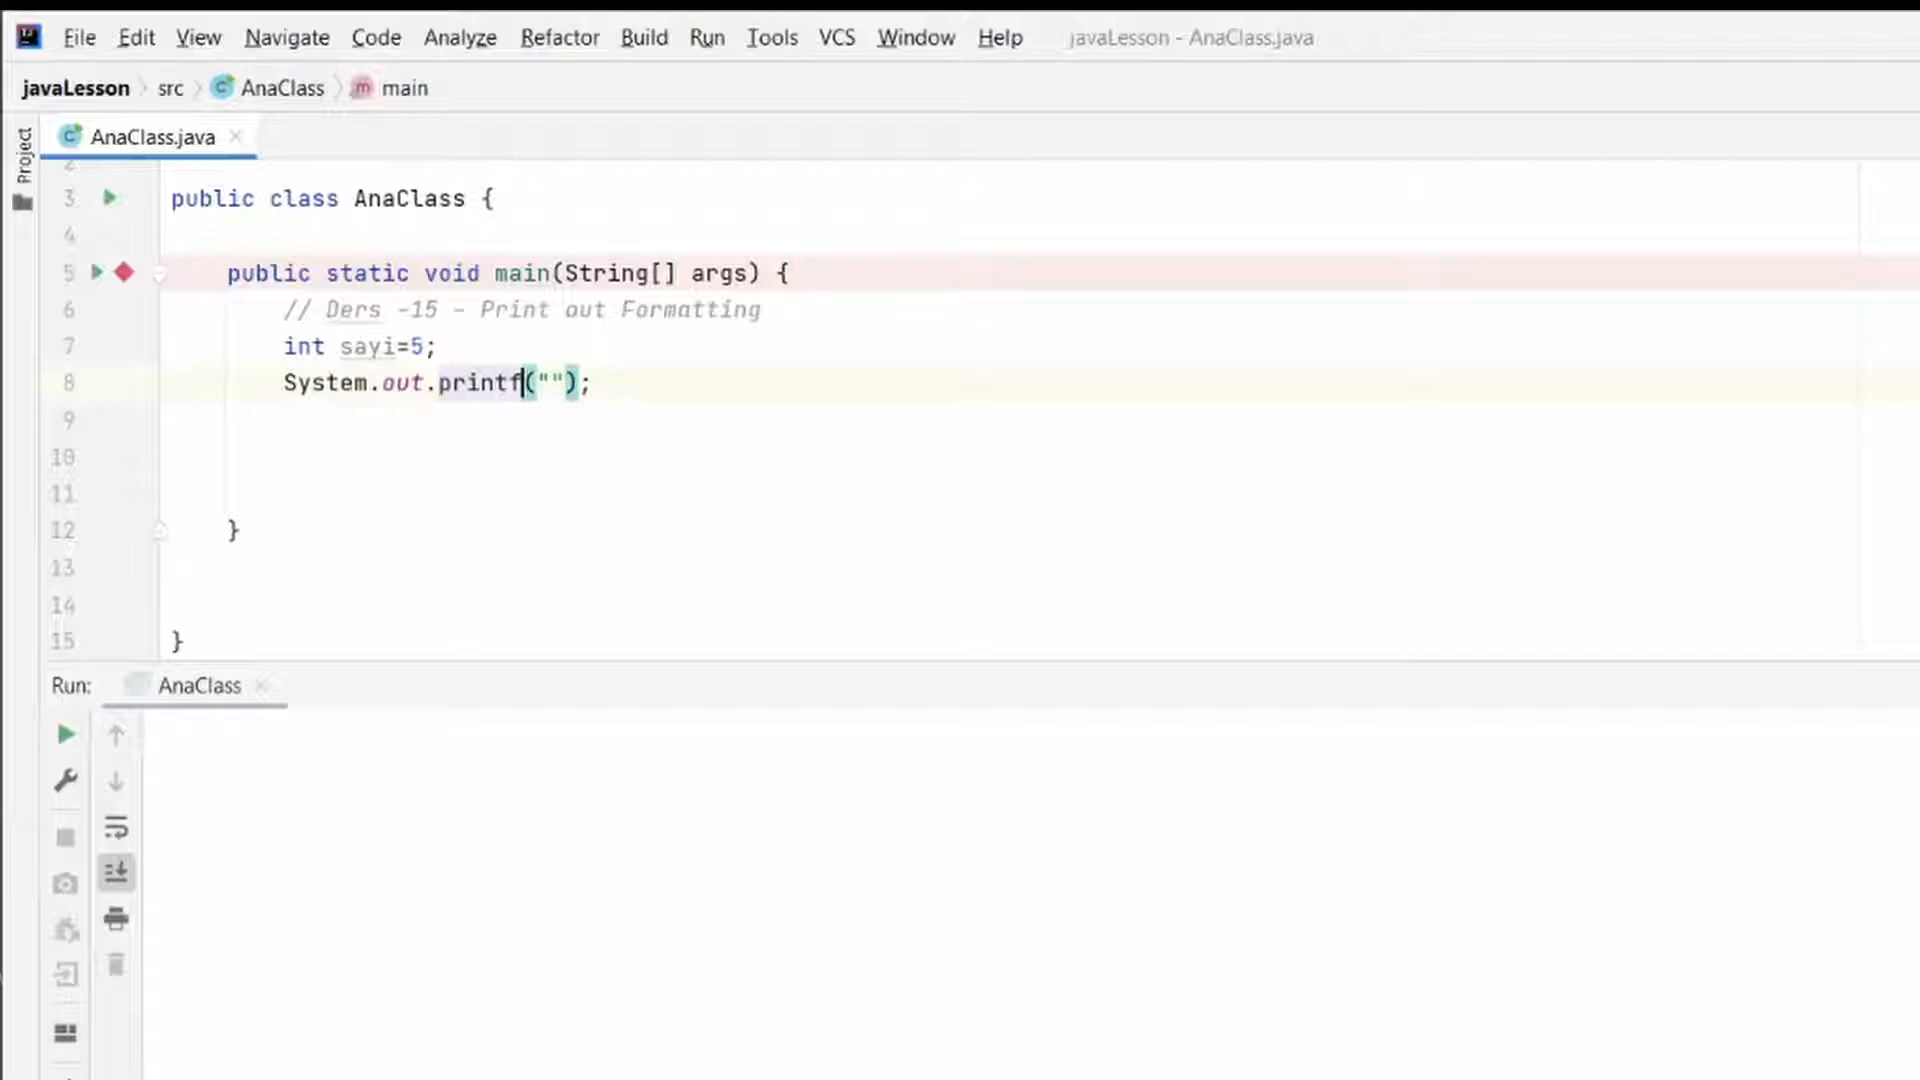 File Edit View Navigate Code Analyze Refactor Build Run Tools VCS Window Help javaLesson - AnaClass.java
javaLesson src AnaClass main
Project
AnaClass.java
3 public class AnaClass {
4
5 public static void main(String[] args) {
6 // Ders -15 - Print out Formatting
7 int sayi=5;
8 System.out.printf("");
9
10
11
12 }
13
14
15 }
Run: AnaClass